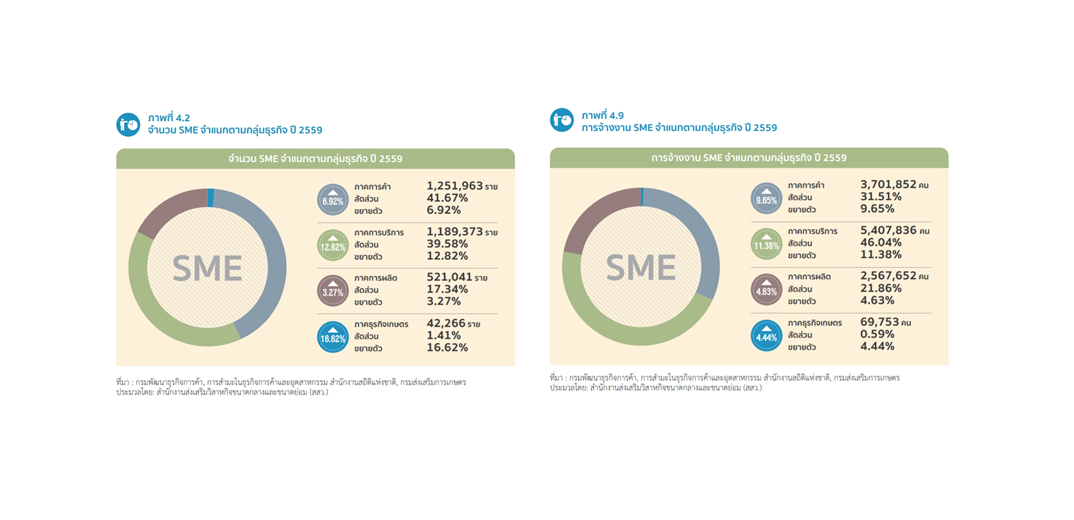 ภาพที่ 4.2
จำนวน SME จำแนกตามกลุ่มธุรกิจ ปี 2559
จำนวน SME จำแนกตามกลุ่มธุรกิจ ปี 2559
SME
6.92%
ภาคการค้า 1,251,963 ราย
สัดส่วน 41.67%
ขยายตัว 6.92%
12.82%
ภาคการบริการ 1,189,373 ราย
สัดส่วน 39.58%
ขยายตัว 12.82%
3.27%
ภาคการผลิต 521,041 ราย
สัดส่วน 17.34%
ขยายตัว 3.27%
16.62%
ภาคธุรกิจเกษตร 42,266 ราย
สัดส่วน 1.41%
ขยายตัว 16.62%
ที่มา : กรมพัฒนาธุรกิจการค้า, การสำมะโนธุรกิจการค้าและอุตสาหกรรม สำนักงานสถิติแห่งชาติ, กรมส่งเสริมการเกษตร
ประมวลโดย: สำนักงานส่งเสริมวิสาหกิจขนาดกลางและขนาดย่อม (สสว.)
ภาพที่ 4.9
การจ้างงาน SME จำแนกตามกลุ่มธุรกิจ ปี 2559
การจ้างงาน SME จำแนกตามกลุ่มธุรกิจ ปี 2559
SME
9.65%
ภาคการค้า 3,701,852 คน
สัดส่วน 31.51%
ขยายตัว 9.65%
11.38%
ภาคการบริการ 5,407,836 คน
สัดส่วน 46.04%
ขยายตัว 11.38%
4.63%
ภาคการผลิต 2,567,652 คน
สัดส่วน 21.86%
ขยายตัว 4.63%
4.44%
ภาคธุรกิจเกษตร 69,753 คน
สัดส่วน 0.59%
ขยายตัว 4.44%
ที่มา : กรมพัฒนาธุรกิจการค้า, การสำมะโนธุรกิจการค้าและอุตสาหกรรม สำนักงานสถิติแห่งชาติ, กรมส่งเสริมการเกษตร
ประมวลโดย: สำนักงานส่งเสริมวิสาหกิจขนาดกลางและขนาดย่อม (สสว.)